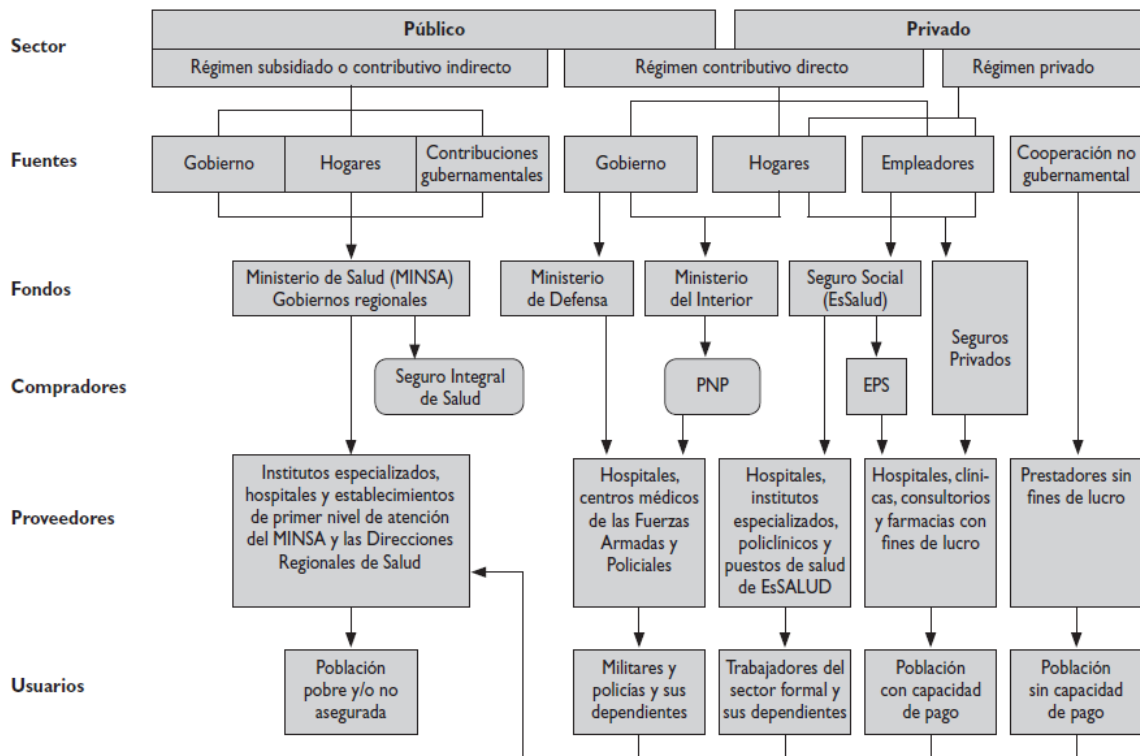 Sector
Público
Privado
Régimen subsidiado o contributivo indirecto
Régimen contributivo directo
Régimen privado
Fuentes
Gobierno
Hogares
Contribuciones
gubernamentales
Gobierno
Hogares
Empleadores
Cooperación no
gubernamental
Fondos
Ministerio de Salud (MINSA)
Gobiernos regionales
Ministerio
de Defensa
Ministerio
del Interior
Seguro Social
(EsSalud)
Seguros
Privados
Compradores
Seguro Integral
de Salud
PNP
EPS
Proveedores
Institutos especializados,
hospitales y establecimientos
de primer nivel de atención
del MINSA y las Direcciones
Regionales de Salud
Hospitales,
centros médicos
de las Fuerzas
Armadas y
Policiales
Hospitales,
institutos
especializados,
policlínicos y
puestos de salud
de EsSALUD
Hospitales, clíni-
cas, consultorios
y farmacias con
fines de lucro
Prestadores sin
fines de lucro
Usuarios
Población
pobre y/o no
asegurada
Militares y
policías y sus
dependientes
Trabajadores del
sector formal y
sus dependientes
Población
con capacidad
de pago
Población
sin capacidad
de pago